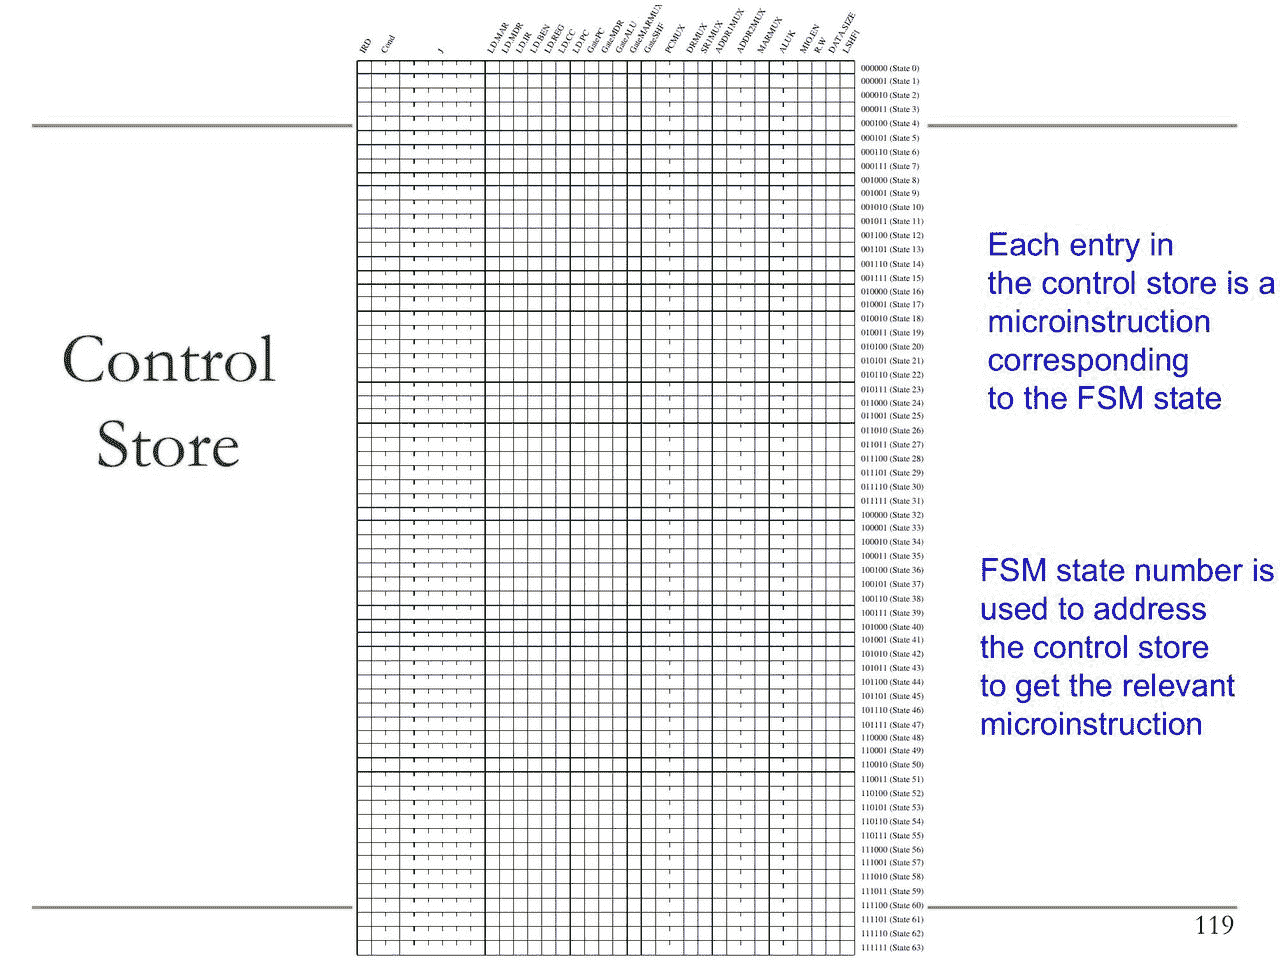 IRD
Cond
J
LD.MAR
LD.MDR
LD.IR
LD.BEN
LD.REG
LD.CC
LD.PC
GatePC
GateMDR
GateALU
GateMARMUX
GateSHF
PCMUX
DRMUX
SR1MUX
ADDR1MUX
ADDR2MUX
MARMUX
ALUK
MIO.EN
R.W
DATA.SIZE
LSHF1
000000 (State 0)
000001 (State 1)
000010 (State 2)
000011 (State 3)
000100 (State 4)
000101 (State 5)
000110 (State 6)
000111 (State 7)
001000 (State 8)
001001 (State 9)
001010 (State 10)
001011 (State 11)
001100 (State 12)
001101 (State 13)
001110 (State 14)
001111 (State 15)
010000 (State 16)
010001 (State 17)
010010 (State 18)
010011 (State 19)
010100 (State 20)
010101 (State 21)
010110 (State 22)
010111 (State 23)
011000 (State 24)
011001 (State 25)
011010 (State 26)
011011 (State 27)
011100 (State 28)
011101 (State 29)
011110 (State 30)
011111 (State 31)
100000 (State 32)
100001 (State 33)
100010 (State 34)
100011 (State 35)
100100 (State 36)
100101 (State 37)
100110 (State 38)
100111 (State 39)
101000 (State 40)
101001 (State 41)
101010 (State 42)
101011 (State 43)
101100 (State 44)
101101 (State 45)
101110 (State 46)
101111 (State 47)
110000 (State 48)
110001 (State 49)
110010 (State 50)
110011 (State 51)
110100 (State 52)
110101 (State 53)
110110 (State 54)
110111 (State 55)
111000 (State 56)
111001 (State 57)
111010 (State 58)
111011 (State 59)
111100 (State 60)
111101 (State 61)
111110 (State 62)
111111 (State 63)
Control
Store
Each entry in
the control store is a
microinstruction
corresponding
to the FSM state
FSM state number is
used to address
the control store
to get the relevant
microinstruction
119